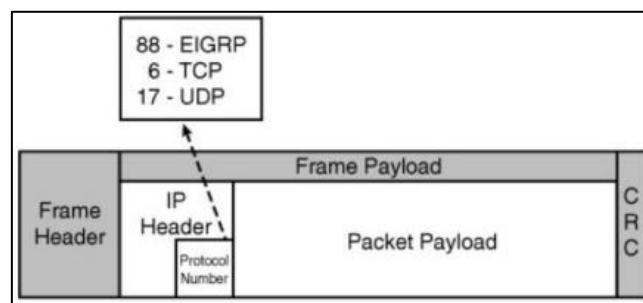 88 - EIGRP
6 - TCP
17 - UDP
Frame Payload
Frame
Header
IP
Header
Protocol
Number
Packet Payload
C
R
C